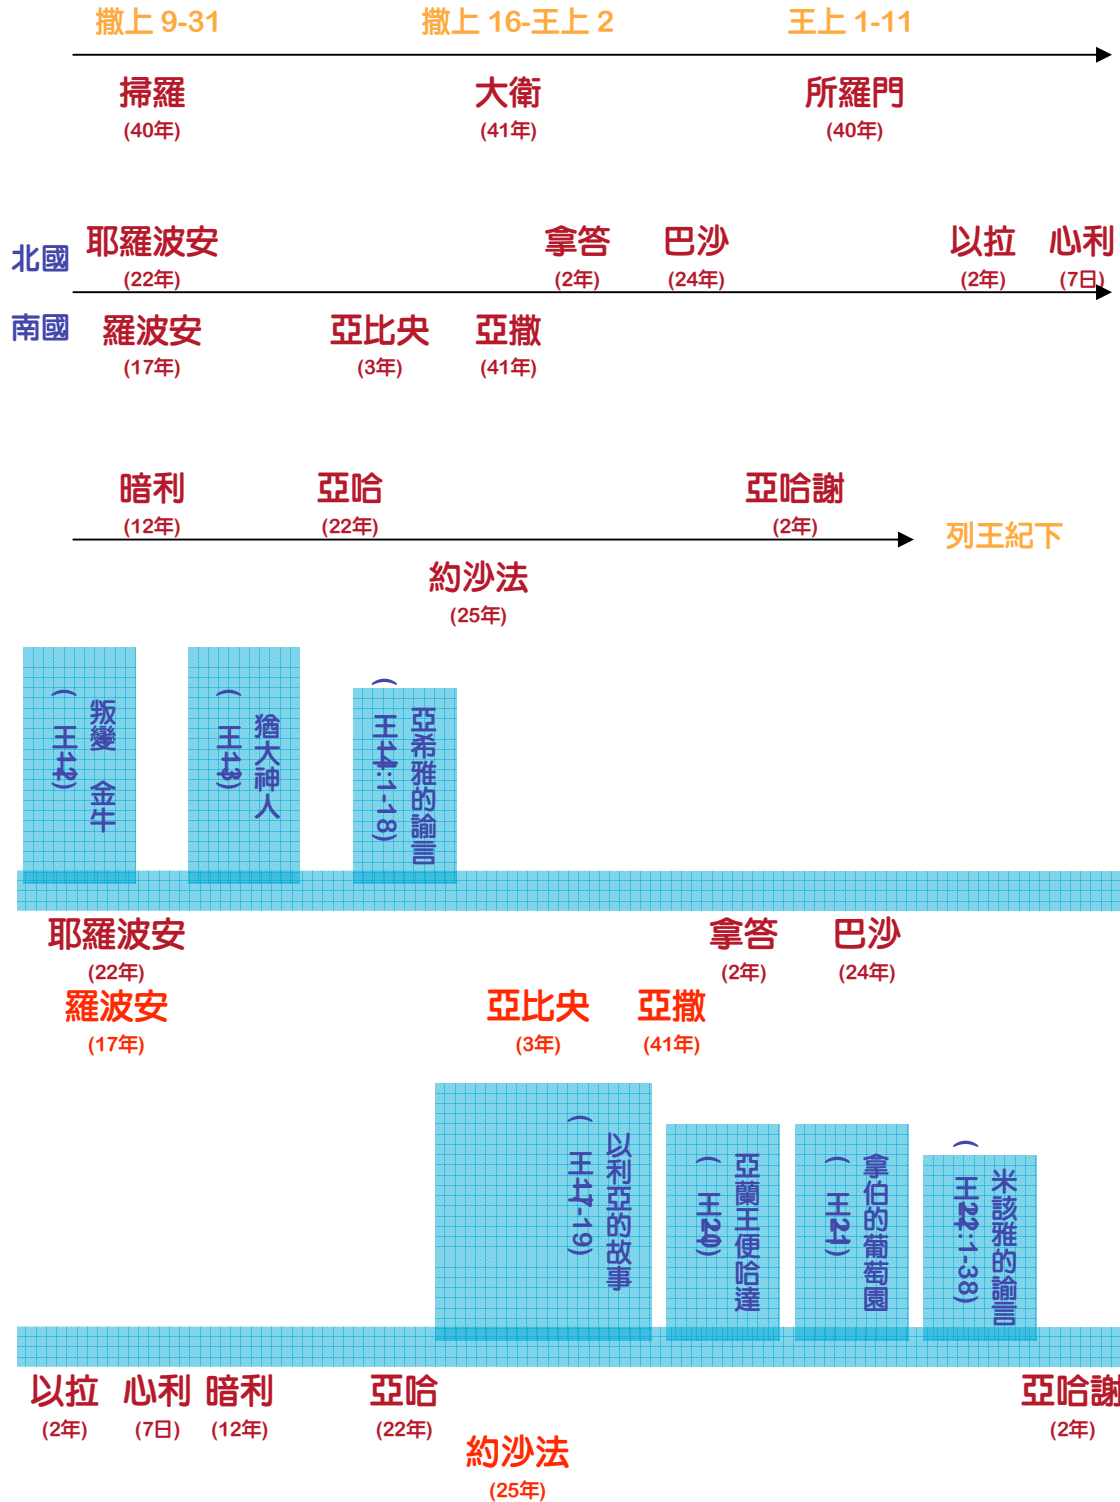 撒上 9-31 撒上 16-王上 2 王上 1-11
掃羅 大衛 所羅門
(40年) (41年) (40年)
北國 耶羅波安 拿答 巴沙 以拉 心利
(22年) (2年) (24年) (2年) (7日)
南國 羅波安 亞比央 亞撒
(17年) (3年) (41年)
暗利 亞哈 亞哈謝
(12年) (22年) (2年)
列王紀下
約沙法
(25年)
叛變 金牛
(王上12)
猶大神人
(王上13)
亞希雅的諭言
(王上14:1-18)
耶羅波安 拿答 巴沙
(22年) (2年) (24年)
羅波安 亞比央 亞撒
(17年) (3年) (41年)
以利亞的故事
(王上17-19)
亞蘭王便哈達
(王上20)
拿伯的葡萄園
(王上21)
米該雅的諭言
(王上22:1-38)
以拉 心利 暗利 亞哈 亞哈謝
(2年) (7日) (12年) (22年) (2年)
約沙法
(25年)